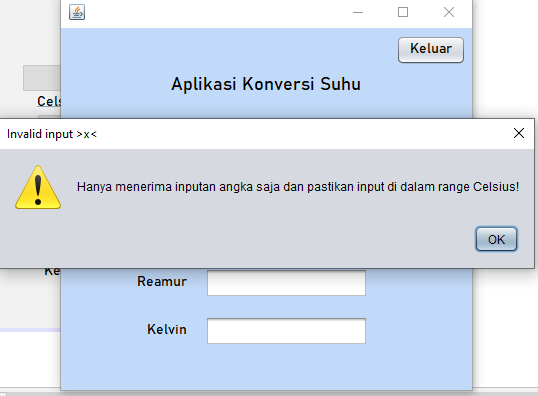 Keluar
Aplikasi Konversi Suhu
Cels
Invalid input >x<
Hanya menerima inputan angka saja dan pastikan input di dalam range Celsius!
OK
Ke
Reamur
Kelvin